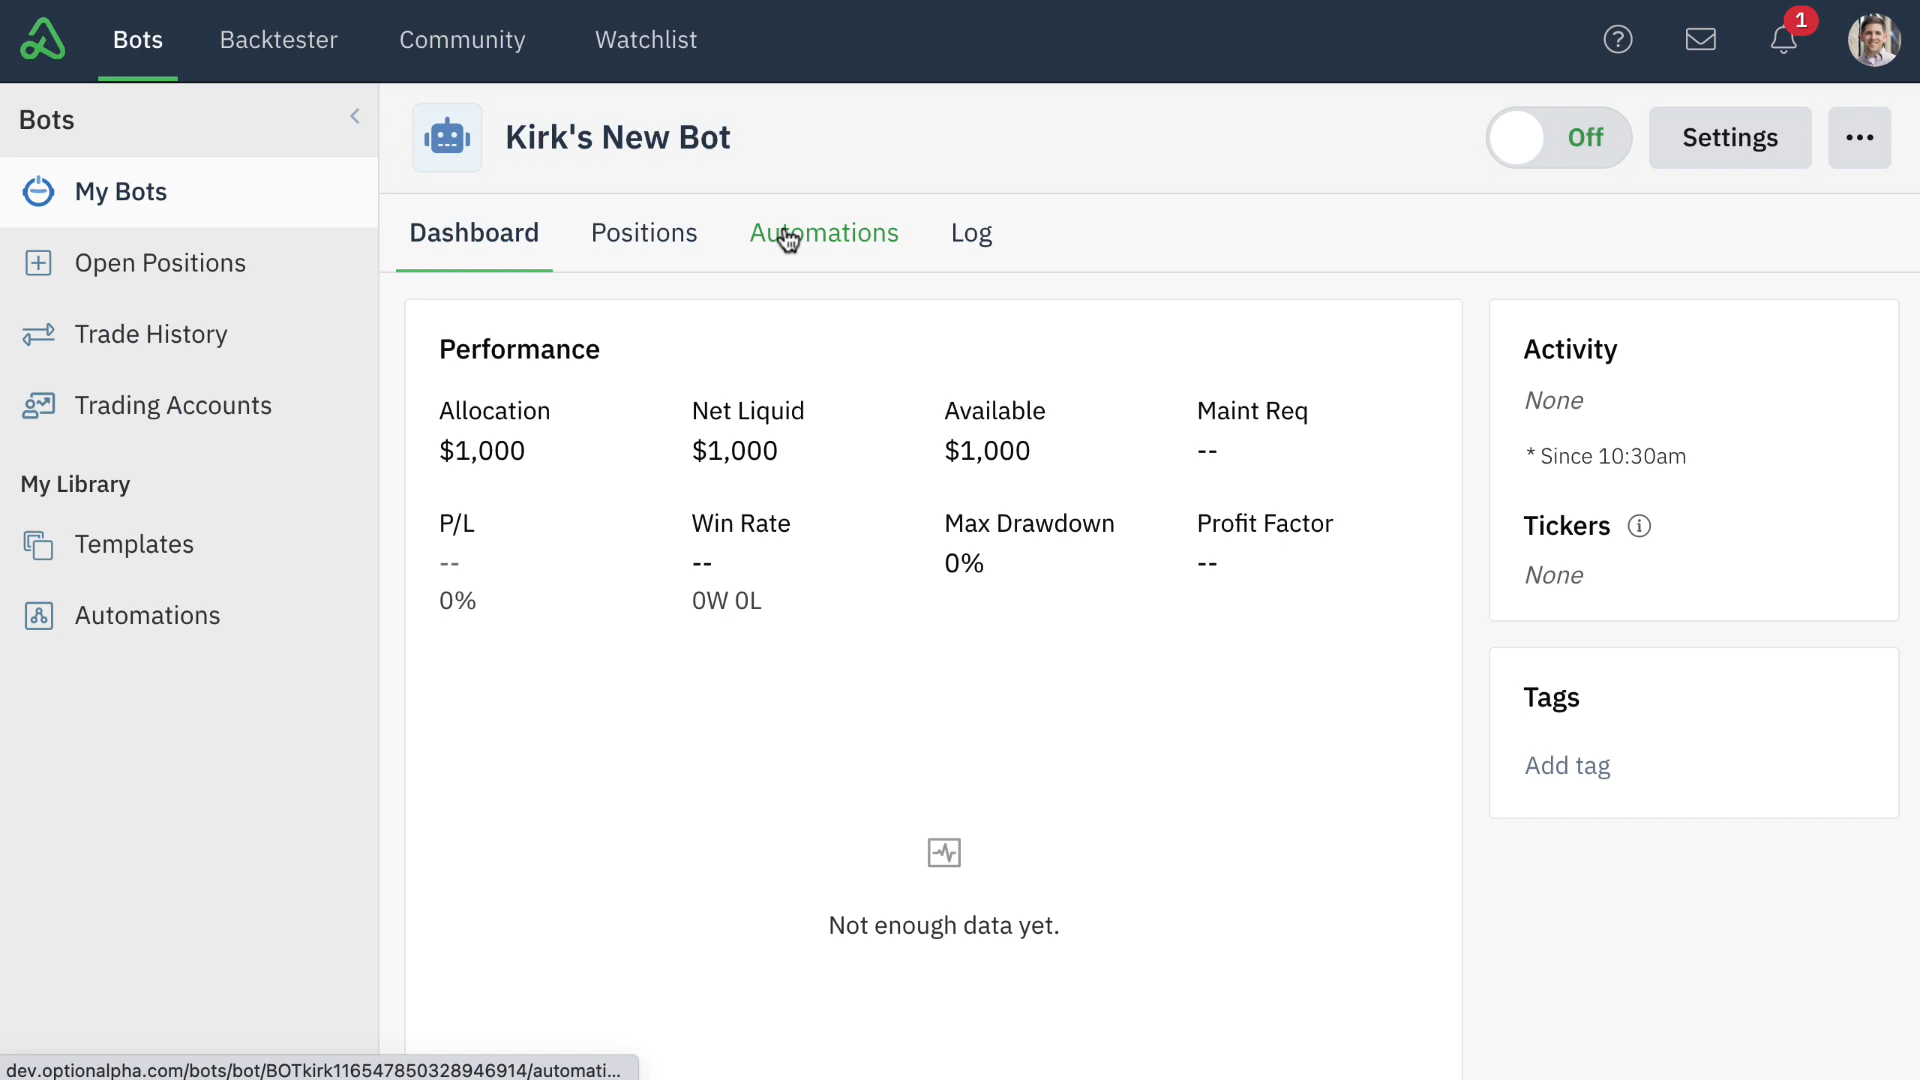 Bots
Backtester
Community
Watchlist
1
Bots
My Bots
Open Positions
Trade History
Trading Accounts
My Library
Templates
Automations
Kirk's New Bot
Off
Settings
Dashboard
Positions
Automations
Log
Performance
Allocation
$1,000
Net Liquid
$1,000
Available
$1,000
Maint Req
--
P/L
--
0%
Win Rate
--
0W 0L
Max Drawdown
0%
Profit Factor
--
Not enough data yet.
Activity
None
* Since 10:30am
Tickers
None
Tags
Add tag
dev.optionalpha.com/bots/bot/BOTkirk116547850328946914/automati...